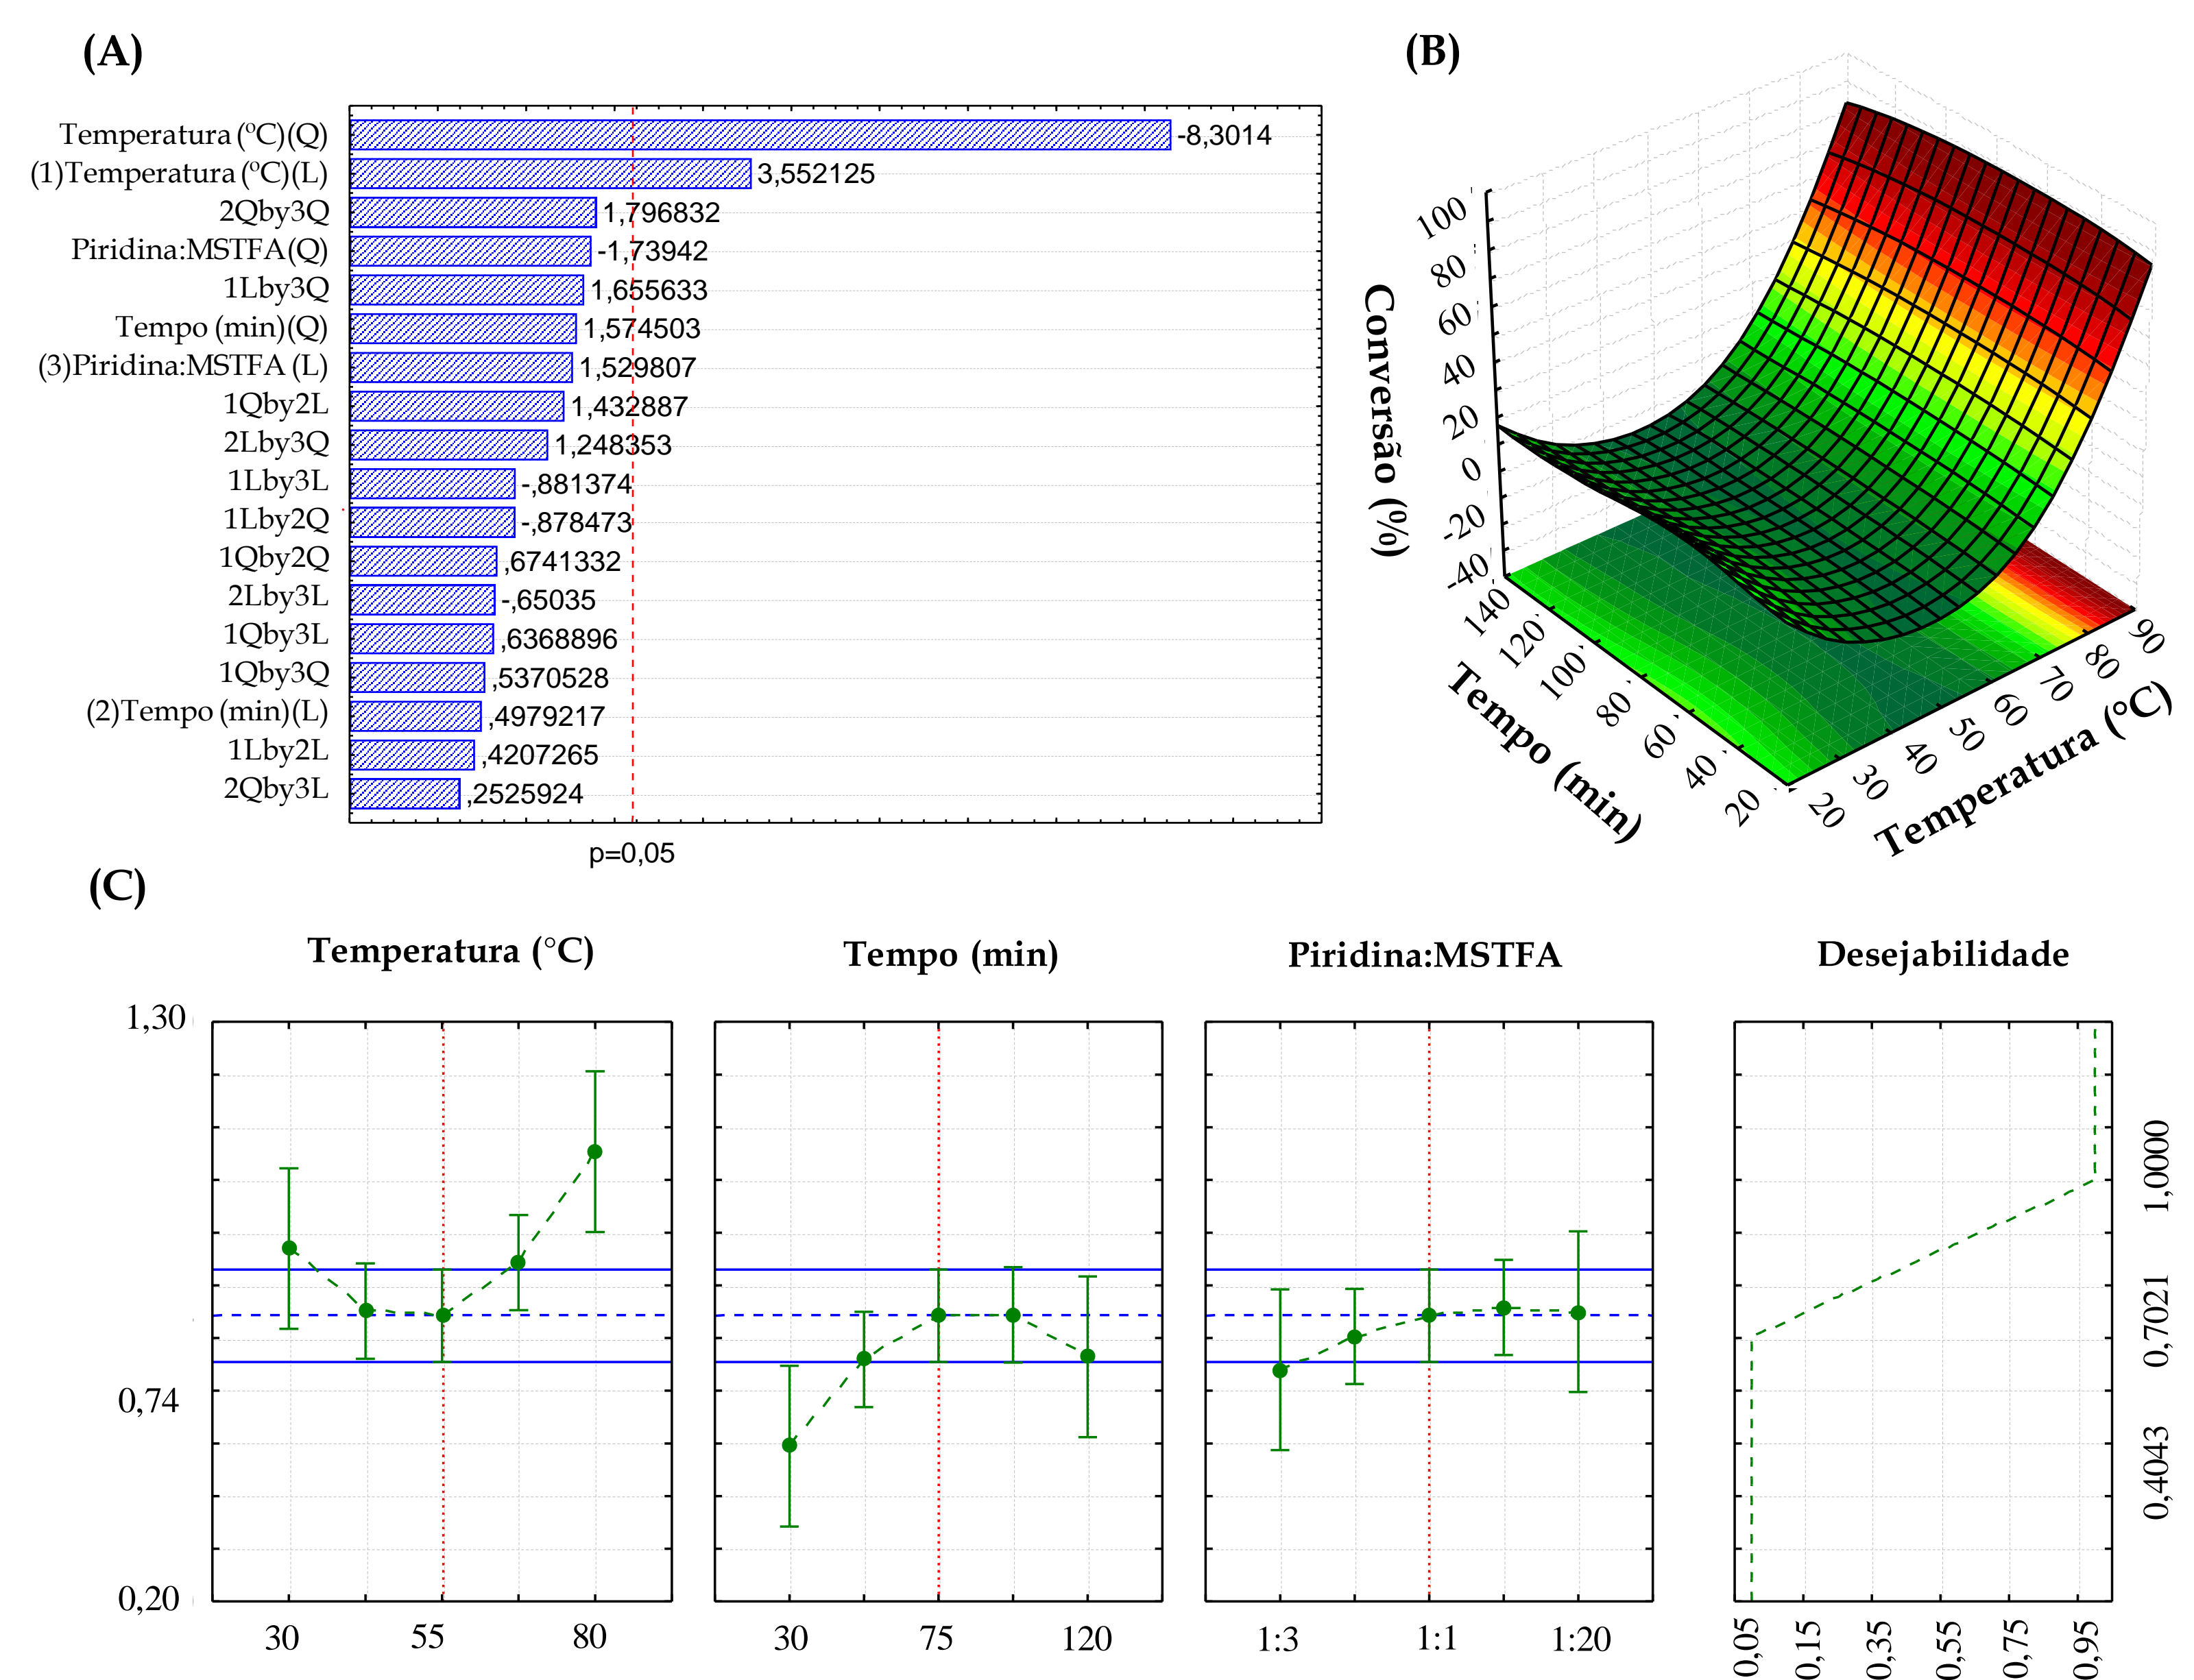 (A)
Temperatura (ºC)(Q) -8,3014
(1)Temperatura (ºC)(L) 3,552125
2Qby3Q 1,796832
Piridina:MSTFA(Q) -1,73942
1Lby3Q 1,655633
Tempo (min)(Q) 1,574503
(3)Piridina:MSTFA (L) 1,529807
1Qby2L 1,432887
2Lby3Q 1,248353
1Lby3L -,881374
1Lby2Q -,878473
1Qby2Q ,6741332
2Lby3L -,65035
1Qby3L ,6368896
1Qby3Q ,5370528
(2)Tempo (min)(L) ,4979217
1Lby2L ,4207265
2Qby3L ,2525924
p=0,05
(B)
Conversão (%)
100
80
60
40
20
0
-20
-40
140
120
100
80
60
40
20
Tempo (min)
20
30
40
50
60
70
80
90
Temperatura (°C)
(C)
Temperatura (°C) Tempo (min) Piridina:MSTFA Desejabilidade
1,30
0,74
0,20
30 55 80
30 75 120
1:3 1:1 1:20
0,05 0,15 0,35 0,55 0,75 0,95
1,0000
0,7021
0,4043